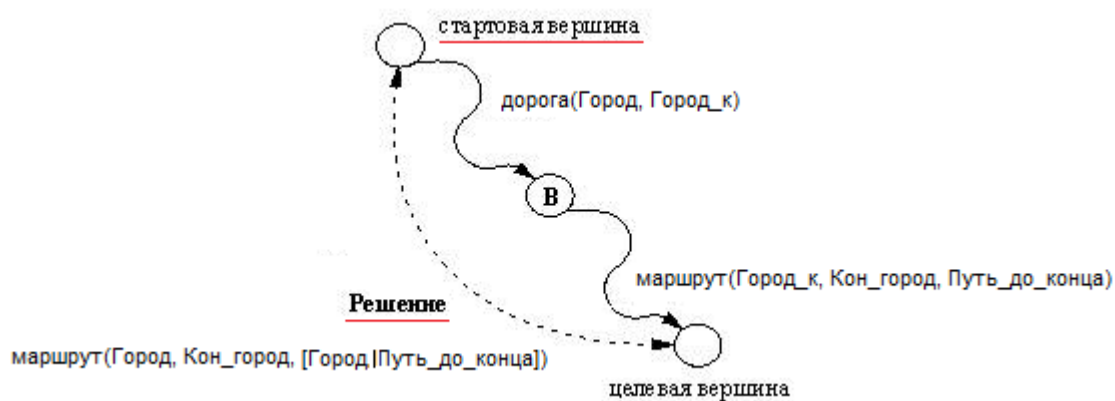 стартовая вершина
дорога(Город, Город_к)
В
маршрут(Город_к, Кон_город, Путь_до_конца)
Решение
маршрут(Город, Кон_город, [Город|Путь_до_конца])
целевая вершина